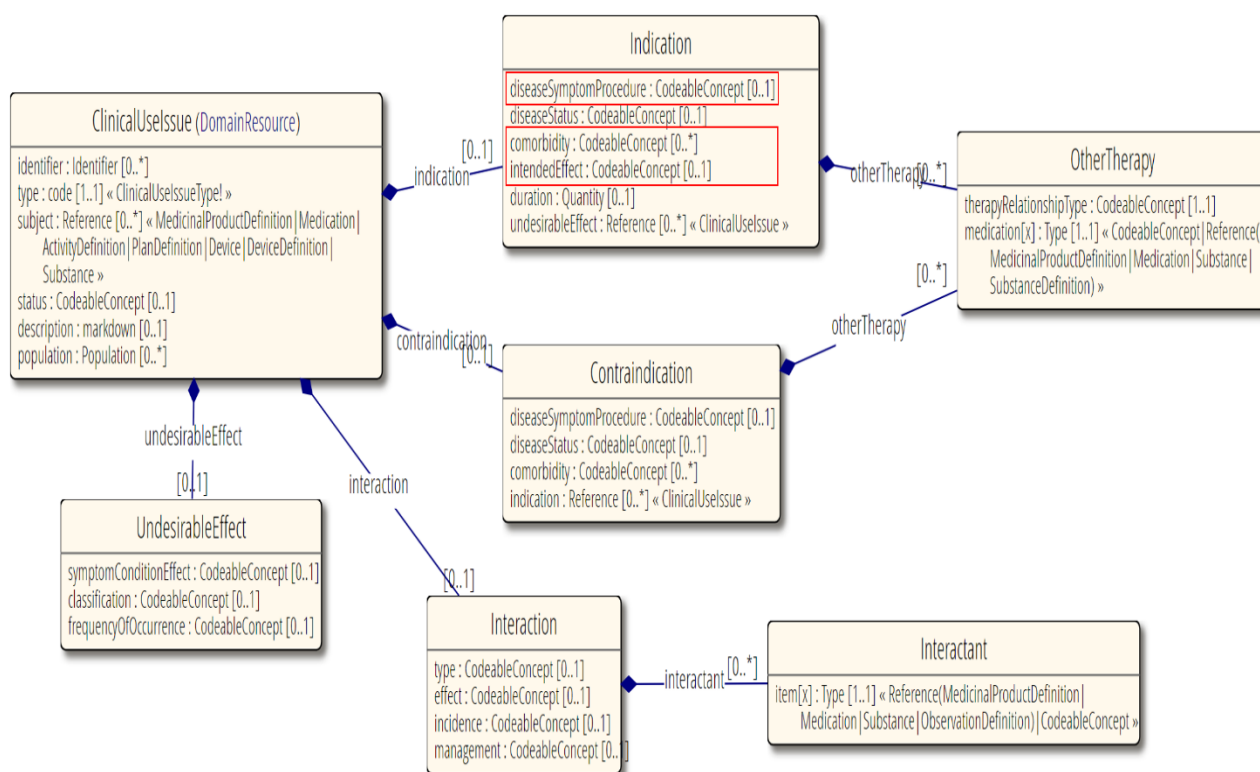 Indication
diseaseSymptomProcedure : CodeableConcept [0..1]
diseaseStatus : CodeableConcept [0..1]
comorbidity : CodeableConcept [0..*]
intendedEffect : CodeableConcept [0..1]
duration : Quantity [0..1]
undesirableEffect : Reference [0..*] « ClinicalUseIssue »
ClinicalUseIssue (DomainResource)
identifier : Identifier [0..*]
type : code [1..1] « ClinicalUseIssueType! »
subject : Reference [0..*] « MedicinalProductDefinition|Medication|
ActivityDefinition|PlanDefinition|Device|DeviceDefinition|
Substance »
status : CodeableConcept [0..1]
description : markdown [0..1]
population : Population [0..*]
[0..1]
indication
otherTherapy
[0..*]
OtherTherapy
therapyRelationshipType : CodeableConcept [1..1]
medication[x] : Type [1..1] « CodeableConcept|Reference(
MedicinalProductDefinition|Medication|Substance|
SubstanceDefinition) »
[0..*]
otherTherapy
contraindication
[0..1]
Contraindication
diseaseSymptomProcedure : CodeableConcept [0..1]
diseaseStatus : CodeableConcept [0..1]
comorbidity : CodeableConcept [0..*]
indication : Reference [0..*] « ClinicalUseIssue »
undesirableEffect
[0..1]
interaction
UndesirableEffect
symptomConditionEffect : CodeableConcept [0..1]
classification : CodeableConcept [0..1]
frequencyOfOccurrence : CodeableConcept [0..1]
[0..1]
Interaction
type : CodeableConcept [0..1]
effect : CodeableConcept [0..1]
incidence : CodeableConcept [0..1]
management : CodeableConcept [0..1]
interactant
[0..*]
Interactant
item[x] : Type [1..1] « Reference(MedicinalProductDefinition|
Medication|Substance|ObservationDefinition)|CodeableConcept »